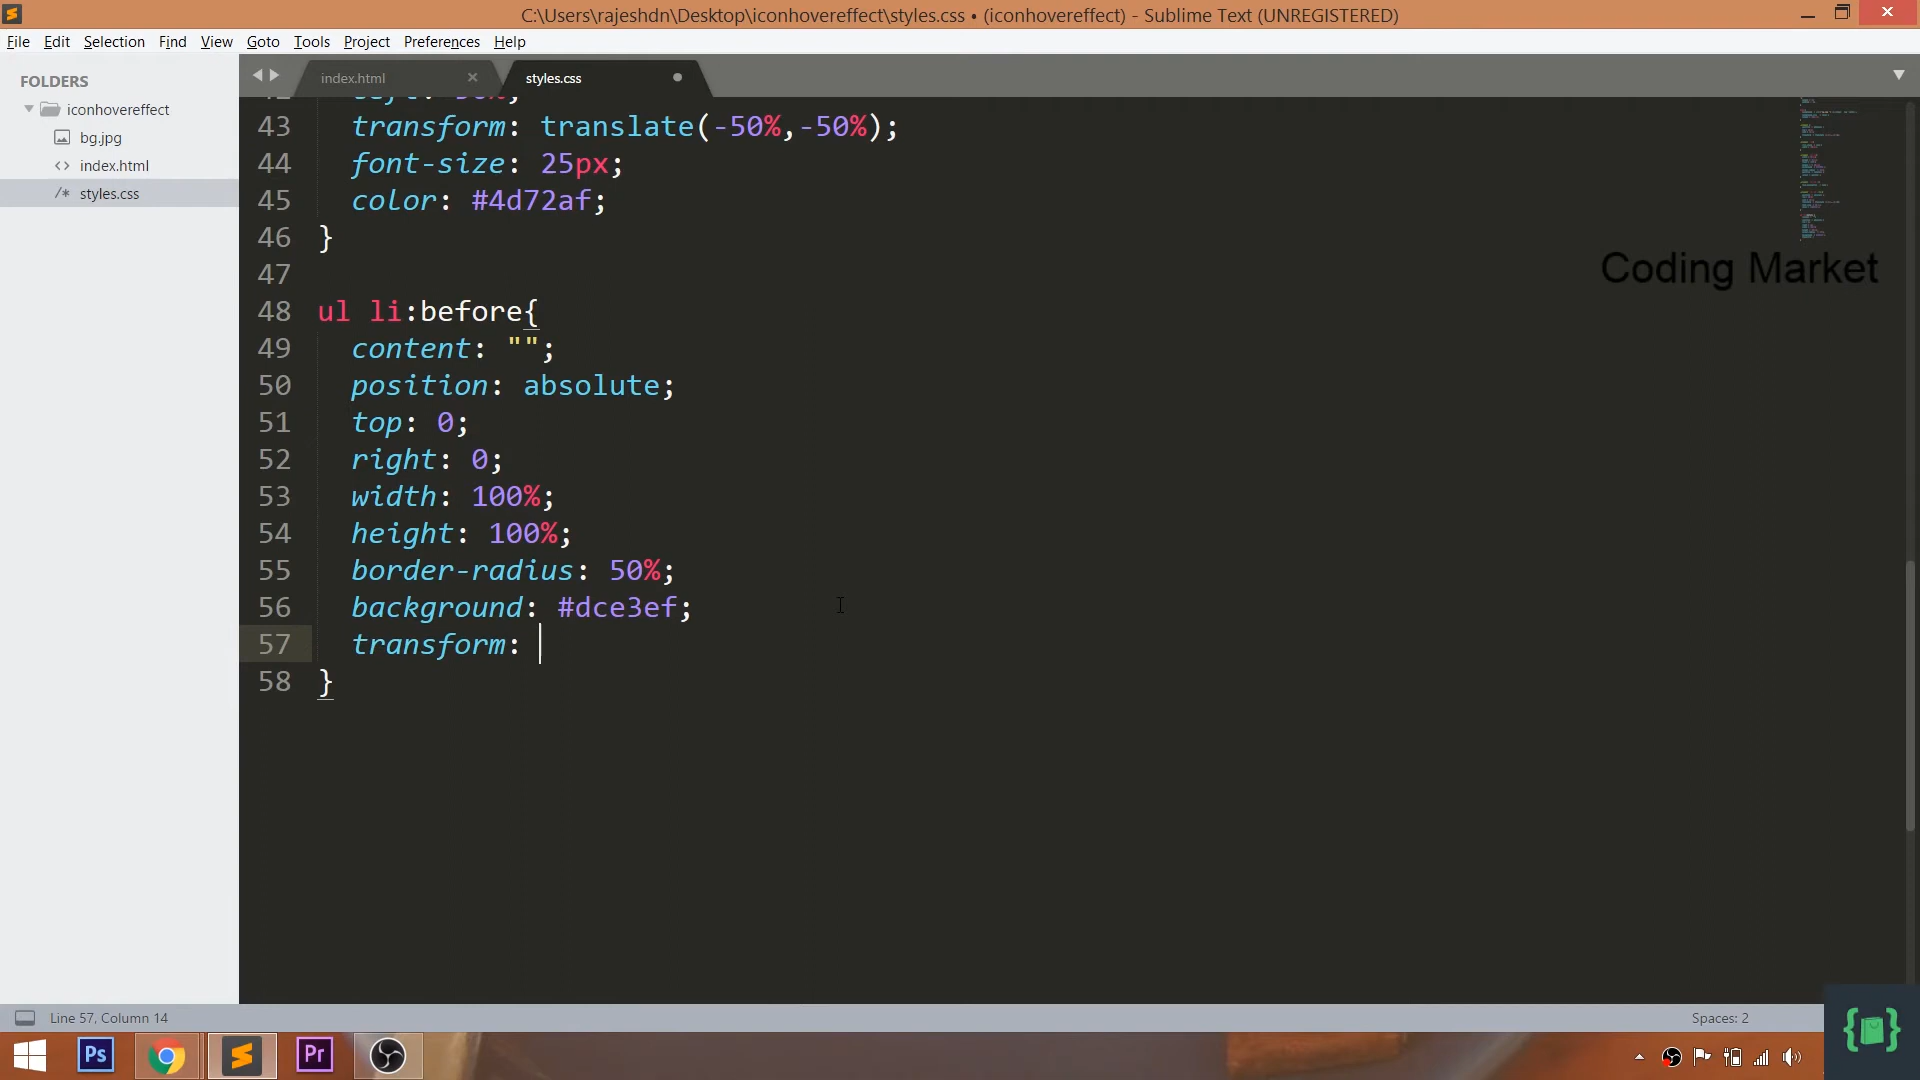 C:\Users\rajeshdn\Desktop\iconhovereffect\styles.css • (iconhovereffect) - Sublime Text (UNREGISTERED)
File Edit Selection Find View Goto Tools Project Preferences Help
FOLDERS
iconhovereffect
bg.jpg
<> index.html
/* styles.css
index.html ×
styles.css
43 transform: translate(-50%,-50%);
44 font-size: 25px;
45 color: #4d72af;
46 }
47
48 ul li:before{
49 content: "";
50 position: absolute;
51 top: 0;
52 right: 0;
53 width: 100%;
54 height: 100%;
55 border-radius: 50%;
56 background: #dce3ef;
57 transform:
58 }
Coding Market
Line 57, Column 14
Spaces: 2
Ps
Pr